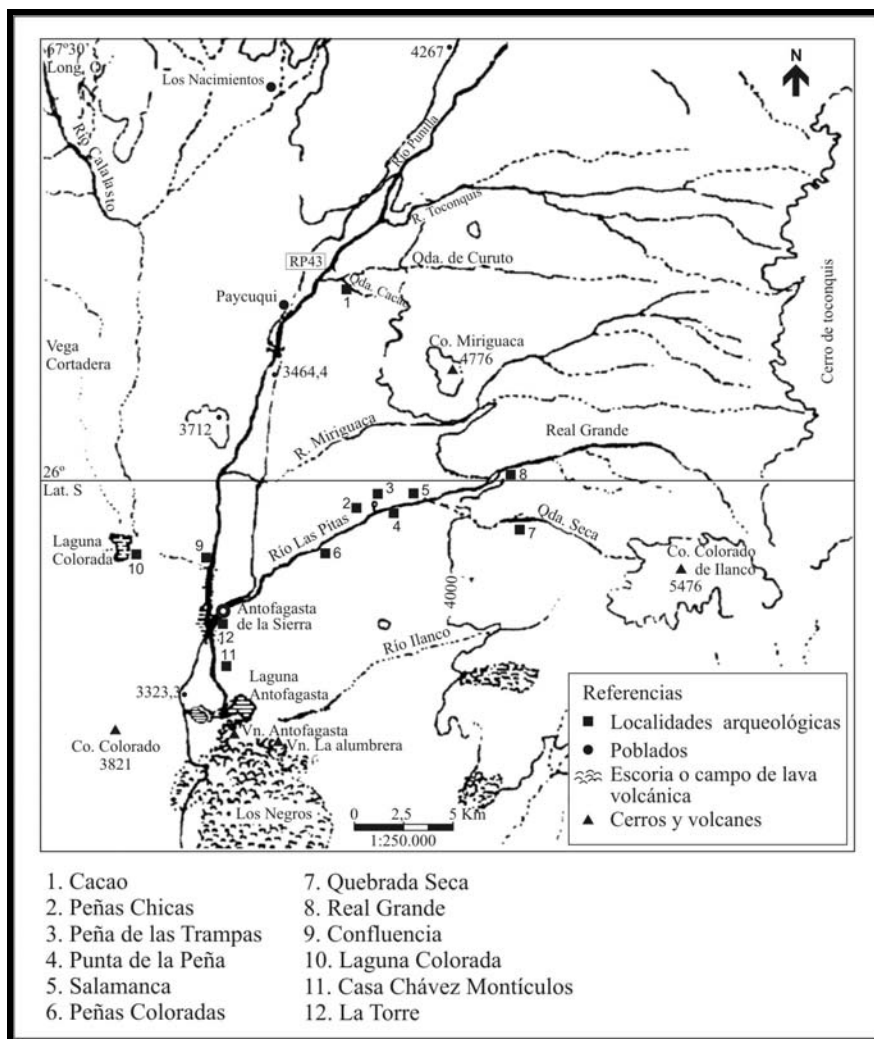 67º30'
Long. O
4267
N
Los Nacimientos
Río Punilla
Río Calalasto
R. Toconquis
RP43
Qda. de Curuto
Qda. Cacao
1
Paycuqui
Cerro de toconquis
Vega
Cortadera
Co. Miriguaca
4776
3464,4
3712
R. Miriguaca
Real Grande
26º
Lat. S
8
3
5
2
4
Río Las Pitas
Qda. Seca
7
Laguna
Colorada
10
9
6
Co. Colorado
de Ilanco
5476
4000
Antofagasta
de la Sierra
12
Río Ilanco
11
Laguna
Antofagasta
3323,3
Vn. Antofagasta
Vn. La alumbrera
Co. Colorado
3821
Los Negros
0 2,5 5 Km
1:250.000
Referencias
Localidades arqueológicas
Poblados
Escoria o campo de lava
volcánica
Cerros y volcanes
1. Cacao
2. Peñas Chicas
3. Peña de las Trampas
4. Punta de la Peña
5. Salamanca
6. Peñas Coloradas
7. Quebrada Seca
8. Real Grande
9. Confluencia
10. Laguna Colorada
11. Casa Chávez Montículos
12. La Torre